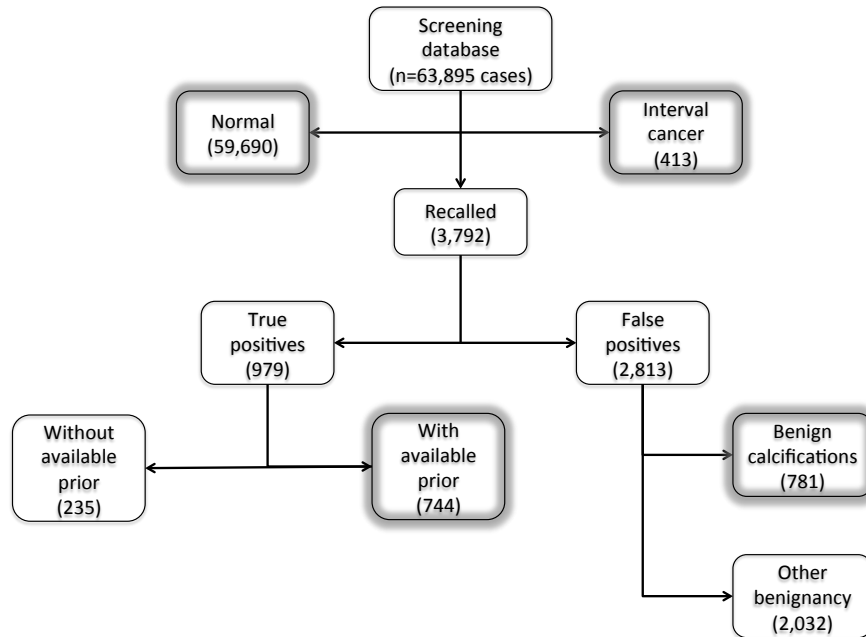 Screening
database
(n=63,895 cases)
Normal
(59,690)
Interval
cancer
(413)
Recalled
(3,792)
True
positives
(979)
False
positives
(2,813)
Without
available
prior
(235)
With
available
prior
(744)
Benign
calcifications
(781)
Other
benignancy
(2,032)